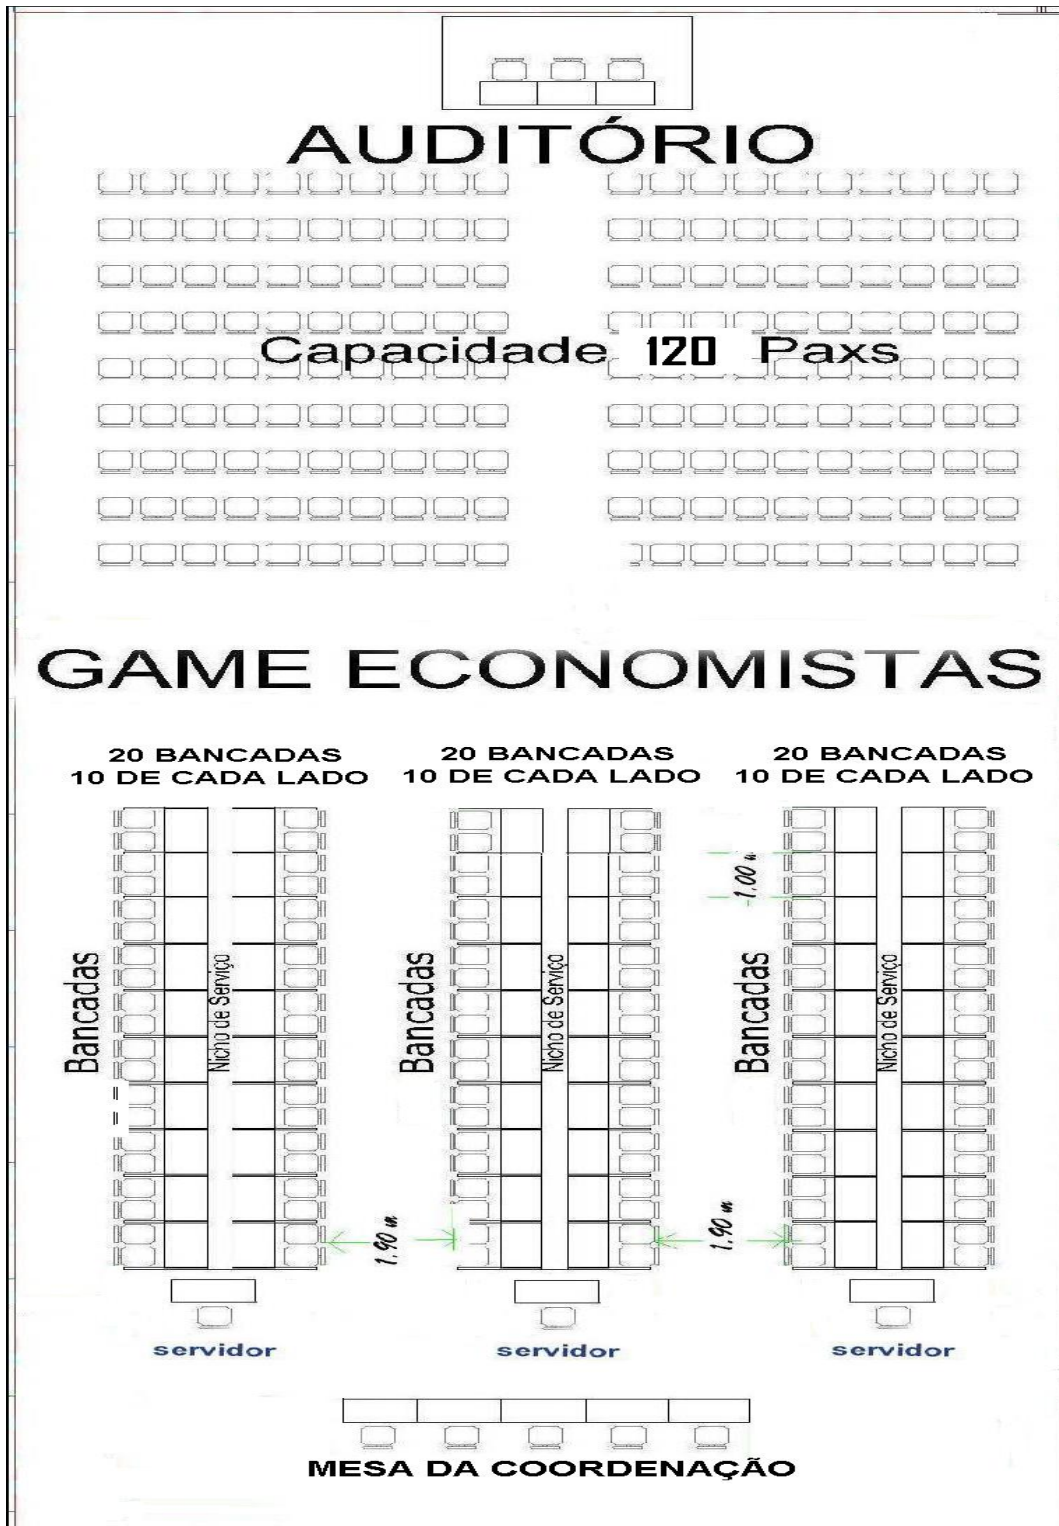 AUDITÓRIO
Capacidade 120 Paxs
GAME ECONOMISTAS
20 BANCADAS
10 DE CADA LADO
20 BANCADAS
10 DE CADA LADO
20 BANCADAS
10 DE CADA LADO
Bancadas
Nicho de Serviço
Bancadas
Nicho de Serviço
Bancadas
Nicho de Serviço
1,00 m
1,90 m
1,90 m
servidor
servidor
servidor
MESA DA COORDENAÇÃO